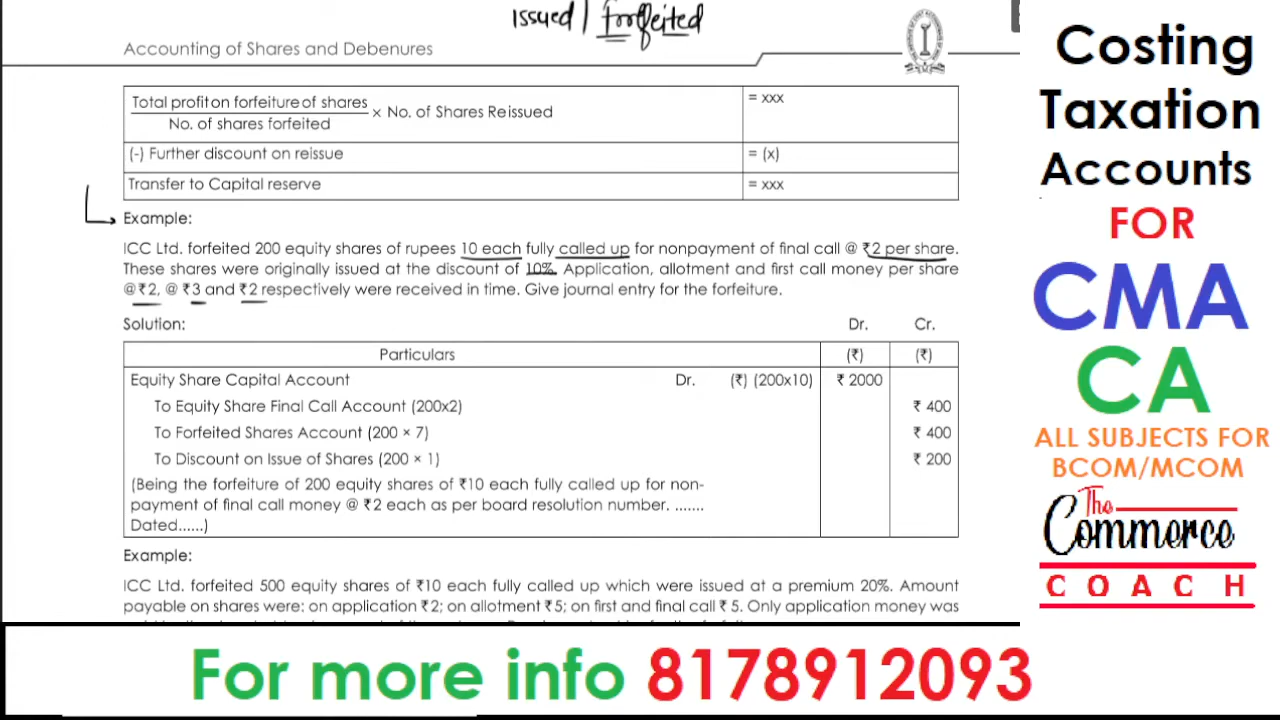 Issued / Forfeited
Accounting of Shares and Debenures
Total profit on forfeiture of shares
No. of shares forfeited
× No. of Shares Reissued
= xxx
(-) Further discount on reissue
= (x)
Transfer to Capital reserve
= xxx
Example:
ICC Ltd. forfeited 200 equity shares of rupees 10 each fully called up for nonpayment of final call @ ₹2 per share.
These shares were originally issued at the discount of 10%. Application, allotment and first call money per share
@ ₹2, @ ₹3 and ₹2 respectively were received in time. Give journal entry for the forfeiture.
Solution: Dr. Cr.
Particulars (₹) (₹)
Equity Share Capital Account Dr. (₹) (200x10) ₹ 2000
To Equity Share Final Call Account (200x2) ₹ 400
To Forfeited Shares Account (200 × 7) ₹ 400
To Discount on Issue of Shares (200 × 1) ₹ 200
(Being the forfeiture of 200 equity shares of ₹10 each fully called up for non-
payment of final call money @ ₹2 each as per board resolution number. .......
Dated......)
Example:
ICC Ltd. forfeited 500 equity shares of ₹10 each fully called up which were issued at a premium 20%. Amount
payable on shares were: on application ₹2; on allotment ₹5; on first and final call ₹ 5. Only application money was
Costing
Taxation
Accounts
FOR
CMA
CA
ALL SUBJECTS FOR
BCOM/MCOM
The
Commerce
COACH
For more info 8178912093